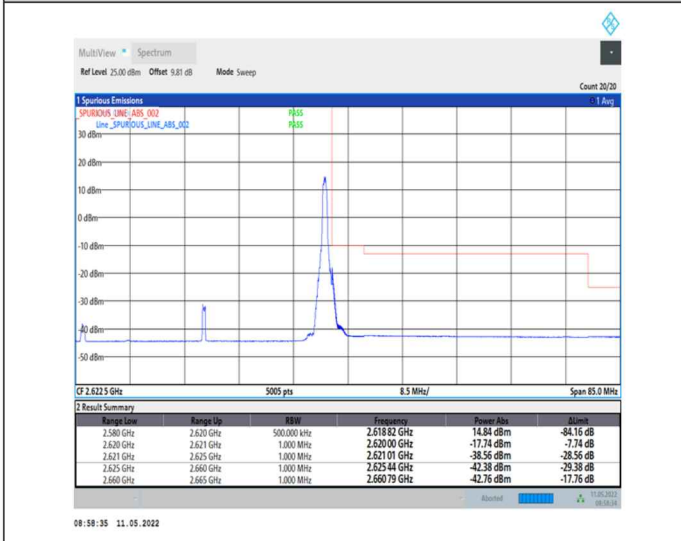 MultiView Spectrum
Ref Level 25.00 dBm Offset 9.81 dB Mode Sweep
Count 20/20
1 Spurious Emissions 1 Avg
SPURIOUS_LINE_ABS_002 PASS
Line _SPURIOUS_LINE_ABS_002 PASS
30 dBm
20 dBm
10 dBm
0 dBm
-10 dBm
-20 dBm
-30 dBm
-40 dBm
-50 dBm
CF 2.622 5 GHz 5005 pts 8.5 MHz/ Span 85.0 MHz
2 Result Summary
Range Low Range Up RBW Frequency Power Abs ΔLimit
2.580 GHz 2.620 GHz 500.000 kHz 2.618 82 GHz 14.84 dBm -84.16 dB
2.620 GHz 2.621 GHz 1.000 MHz 2.620 00 GHz -17.74 dBm -7.74 dB
2.621 GHz 2.625 GHz 1.000 MHz 2.621 01 GHz -38.56 dBm -28.56 dB
2.625 GHz 2.660 GHz 1.000 MHz 2.625 44 GHz -42.38 dBm -29.38 dB
2.660 GHz 2.665 GHz 1.000 MHz 2.660 79 GHz -42.76 dBm -17.76 dB
Aborted 11.05.2022
08:58:34
08:58:35 11.05.2022